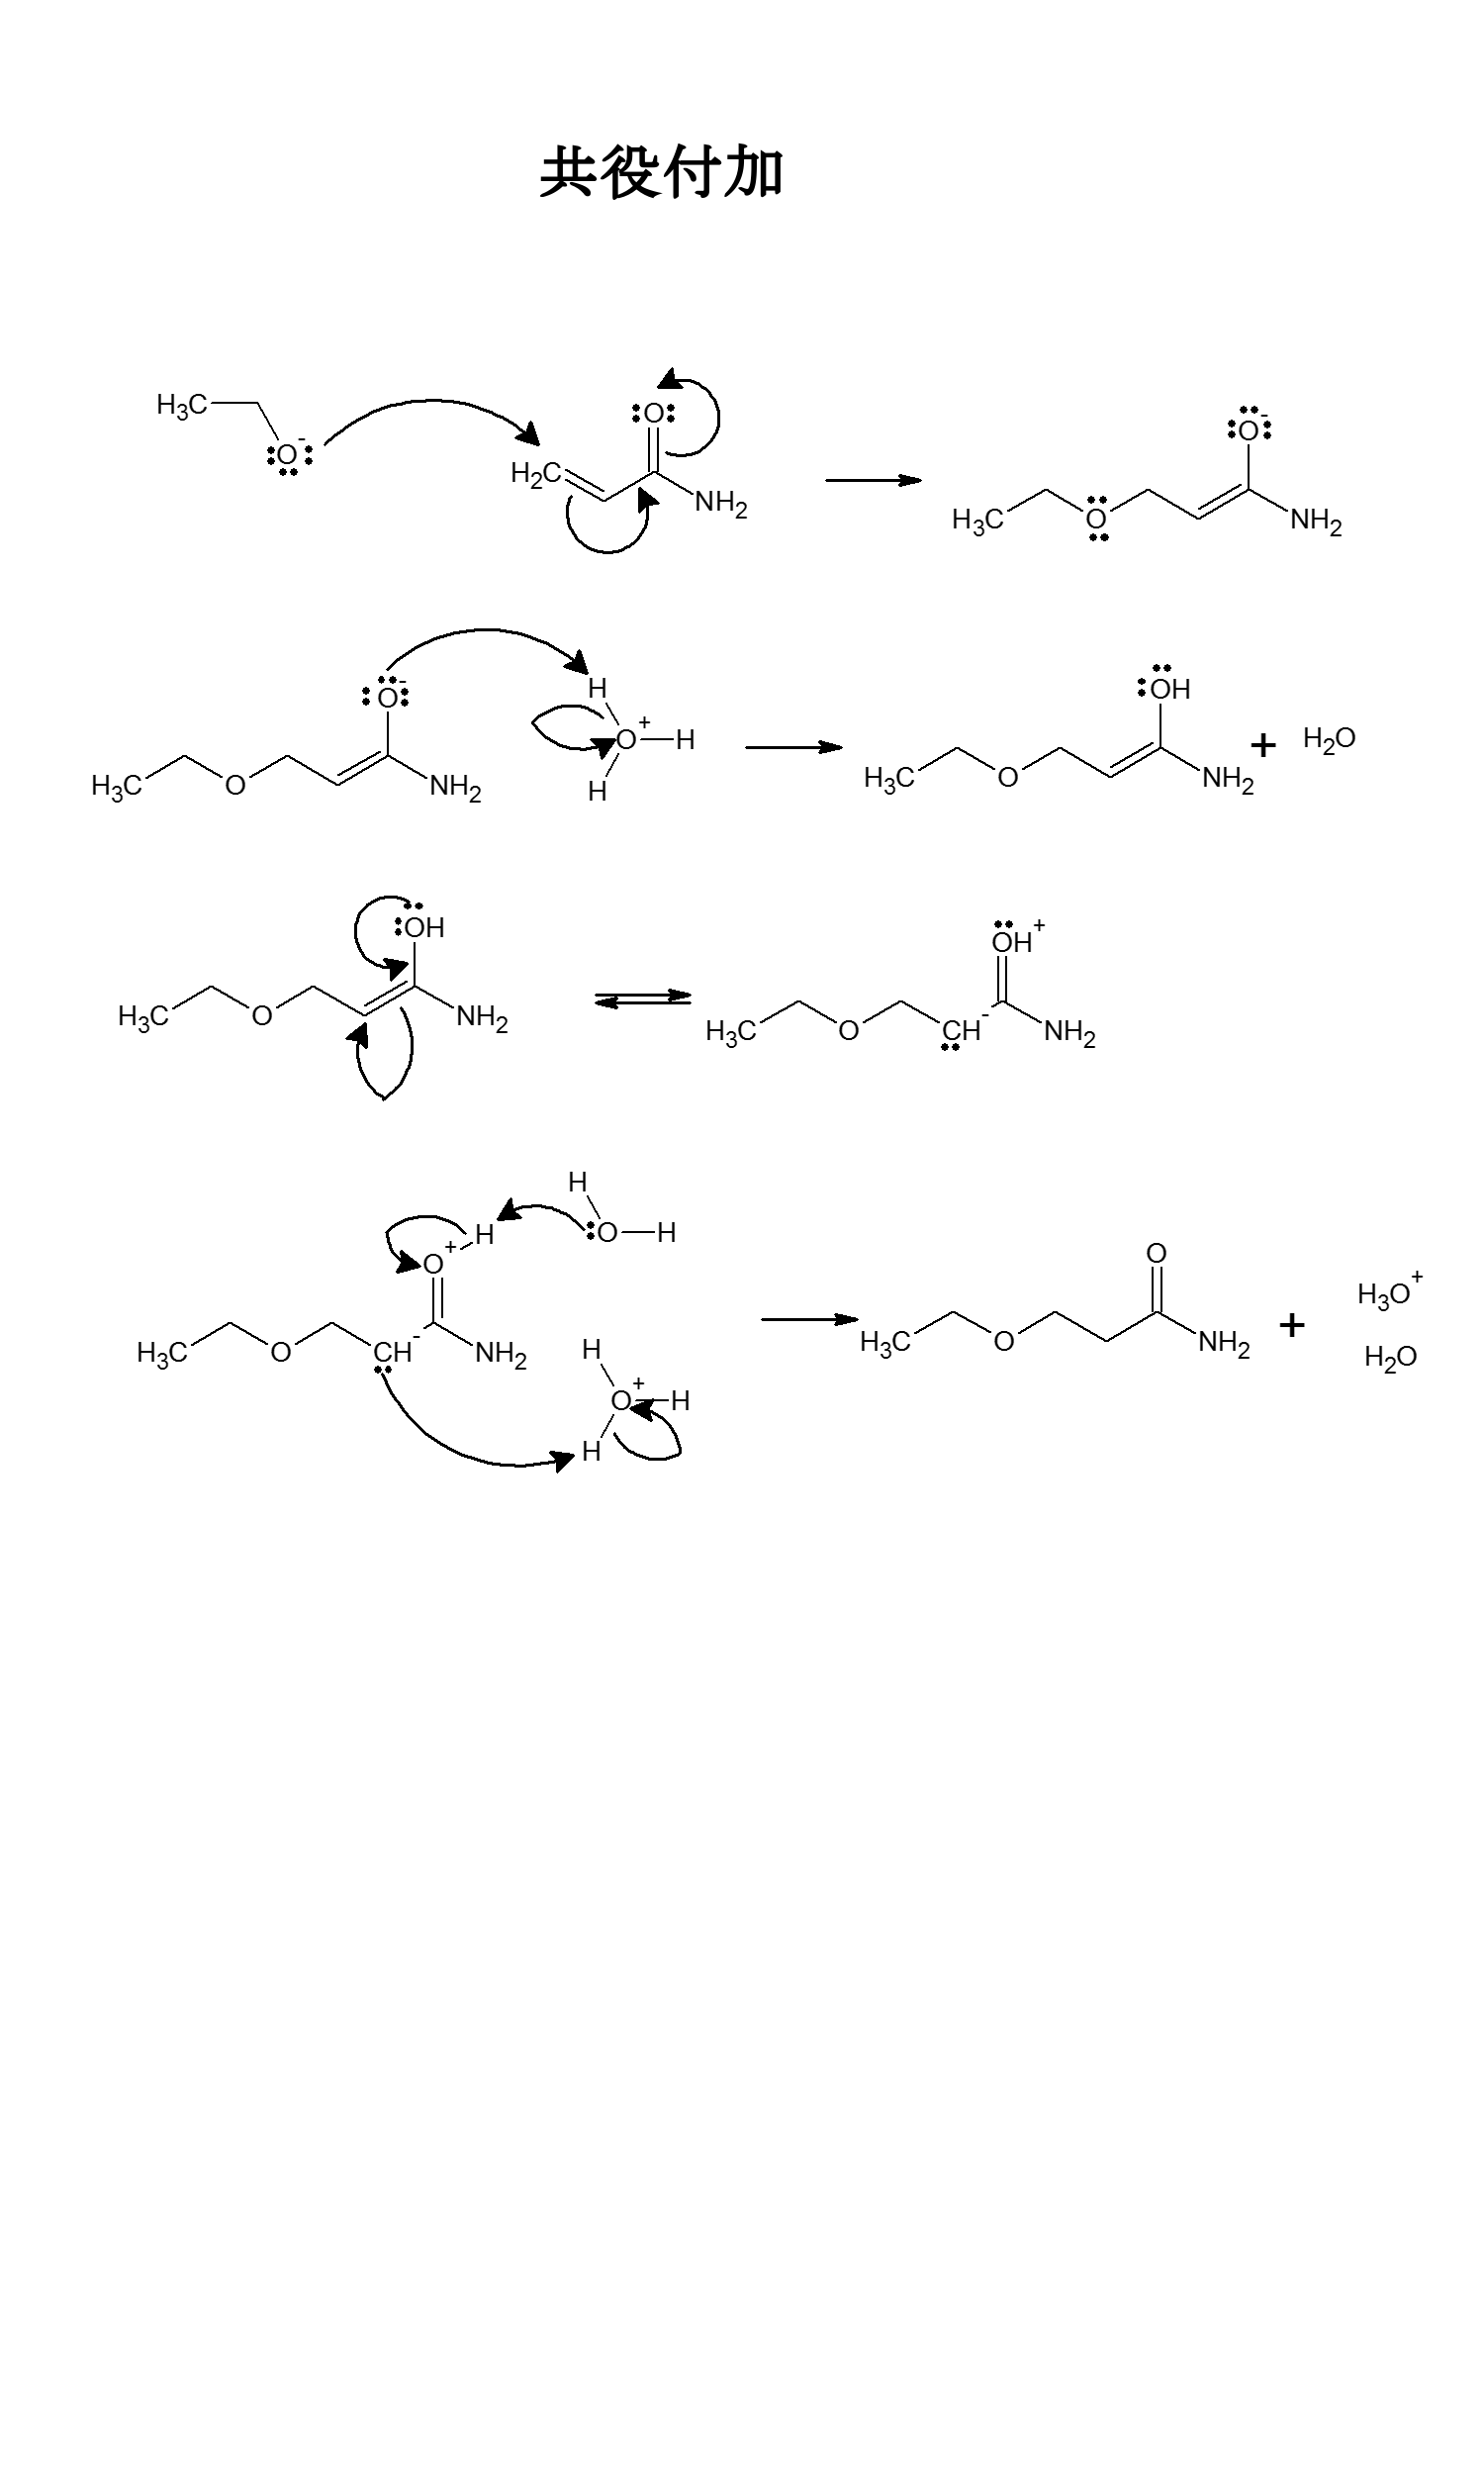 共役付加
H3C O- H2C O NH2 H3C O O- NH2
H3C O O- NH2 H O+ H H H3C O OH NH2 + H2O
H3C O OH NH2 H3C O CH- OH+ NH2
H3C O CH- O+ H NH2 H O H H O+ H H H3C O O NH2 + H3O+ H2O